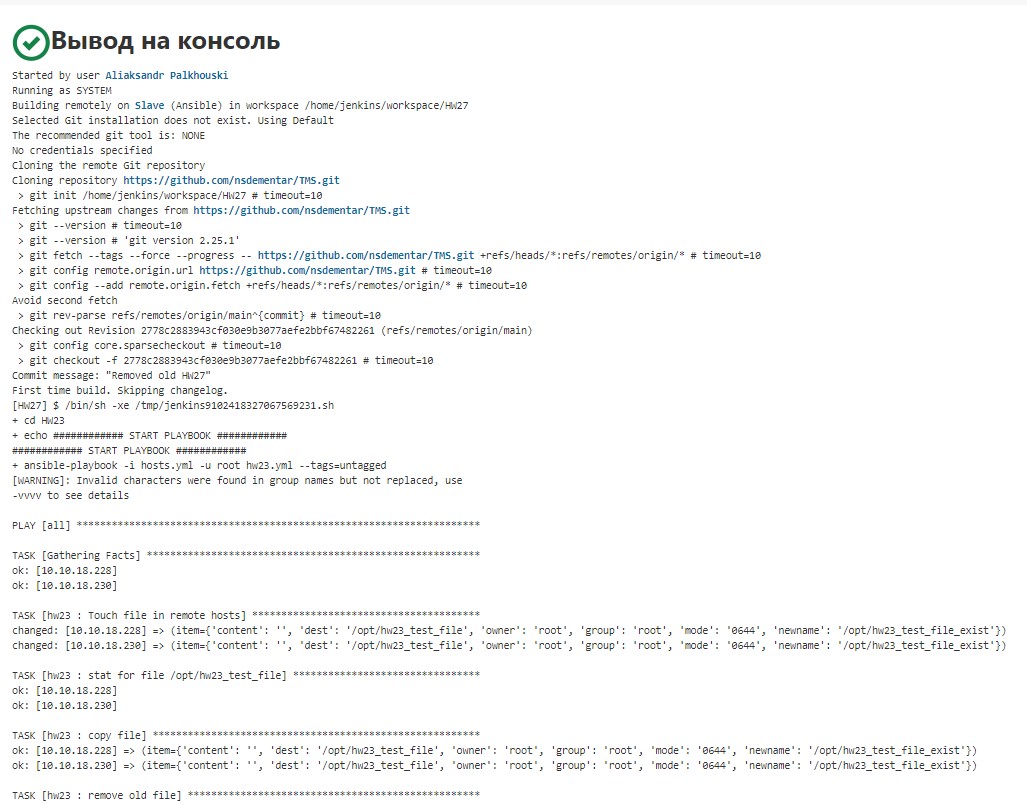 Вывод на консоль
Started by user Aliaksandr Palkhouski
Running as SYSTEM
Building remotely on Slave (Ansible) in workspace /home/jenkins/workspace/HW27
Selected Git installation does not exist. Using Default
The recommended git tool is: NONE
No credentials specified
Cloning the remote Git repository
Cloning repository https://github.com/nsdementar/TMS.git
 > git init /home/jenkins/workspace/HW27 # timeout=10
Fetching upstream changes from https://github.com/nsdementar/TMS.git
 > git --version # timeout=10
 > git --version # 'git version 2.25.1'
 > git fetch --tags --force --progress -- https://github.com/nsdementar/TMS.git +refs/heads/*:refs/remotes/origin/* # timeout=10
 > git config remote.origin.url https://github.com/nsdementar/TMS.git # timeout=10
 > git config --add remote.origin.fetch +refs/heads/*:refs/remotes/origin/* # timeout=10
Avoid second fetch
 > git rev-parse refs/remotes/origin/main^{commit} # timeout=10
Checking out Revision 2778c2883943cf030e9b3077aefe2bbf67482261 (refs/remotes/origin/main)
 > git config core.sparsecheckout # timeout=10
 > git checkout -f 2778c2883943cf030e9b3077aefe2bbf67482261 # timeout=10
Commit message: "Removed old HW27"
First time build. Skipping changelog.
[HW27] $ /bin/sh -xe /tmp/jenkins9102418327067569231.sh
+ cd HW23
+ echo ############ START PLAYBOOK ############
############ START PLAYBOOK ############
+ ansible-playbook -i hosts.yml -u root hw23.yml --tags=untagged
[WARNING]: Invalid characters were found in group names but not replaced, use
-vvvv to see details

PLAY [all] *********************************************************************

TASK [Gathering Facts] *********************************************************
ok: [10.10.18.228]
ok: [10.10.18.230]

TASK [hw23 : Touch file in remote hosts] ***************************************
changed: [10.10.18.228] => (item={'content': '', 'dest': '/opt/hw23_test_file', 'owner': 'root', 'group': 'root', 'mode': '0644', 'newname': '/opt/hw23_test_file_exist'})
changed: [10.10.18.230] => (item={'content': '', 'dest': '/opt/hw23_test_file', 'owner': 'root', 'group': 'root', 'mode': '0644', 'newname': '/opt/hw23_test_file_exist'})

TASK [hw23 : stat for file /opt/hw23_test_file] ********************************
ok: [10.10.18.228]
ok: [10.10.18.230]

TASK [hw23 : copy file] ********************************************************
ok: [10.10.18.228] => (item={'content': '', 'dest': '/opt/hw23_test_file', 'owner': 'root', 'group': 'root', 'mode': '0644', 'newname': '/opt/hw23_test_file_exist'})
ok: [10.10.18.230] => (item={'content': '', 'dest': '/opt/hw23_test_file', 'owner': 'root', 'group': 'root', 'mode': '0644', 'newname': '/opt/hw23_test_file_exist'})

TASK [hw23 : remove old file] **************************************************